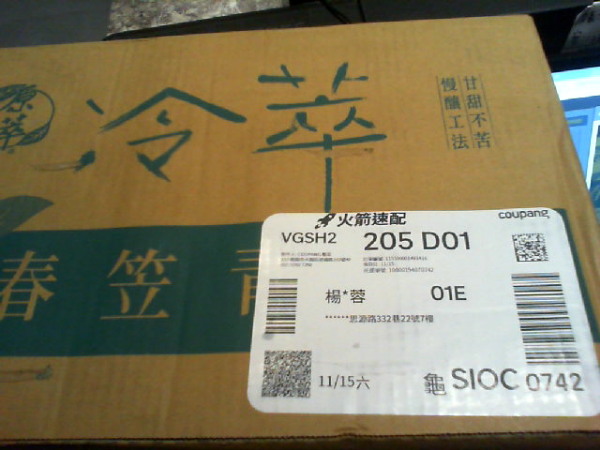 原萃
冷萃
甘甜不苦
慢釀工法
春笠青
火箭速配
coupang
VGSH2
205 D01
楊*蓉
01E
******思源路332巷22號7樓
11/15六
龜 SIOC 0742